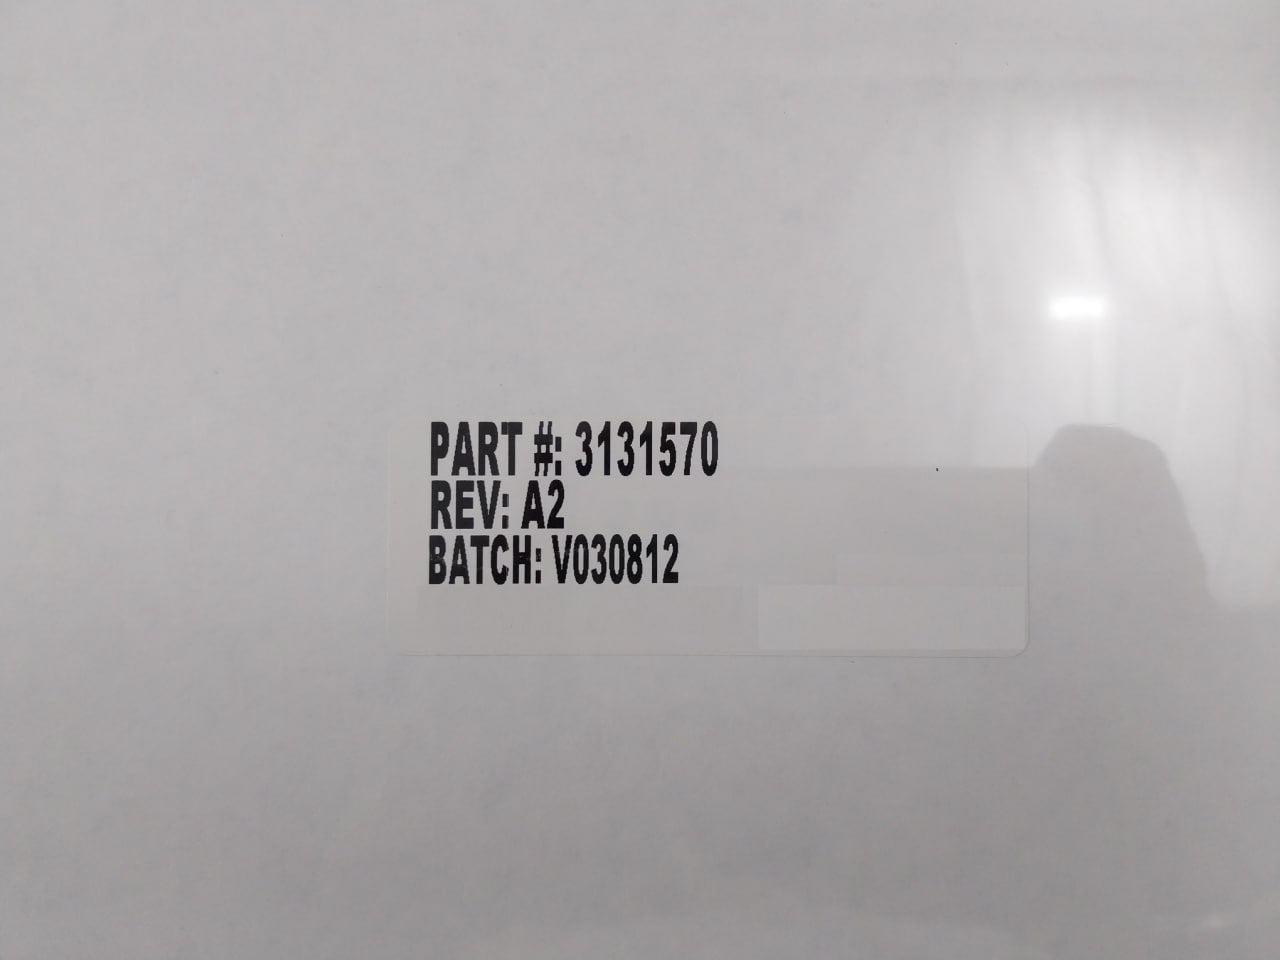 PART #: 3131570
REV: A2
BATCH: V030812